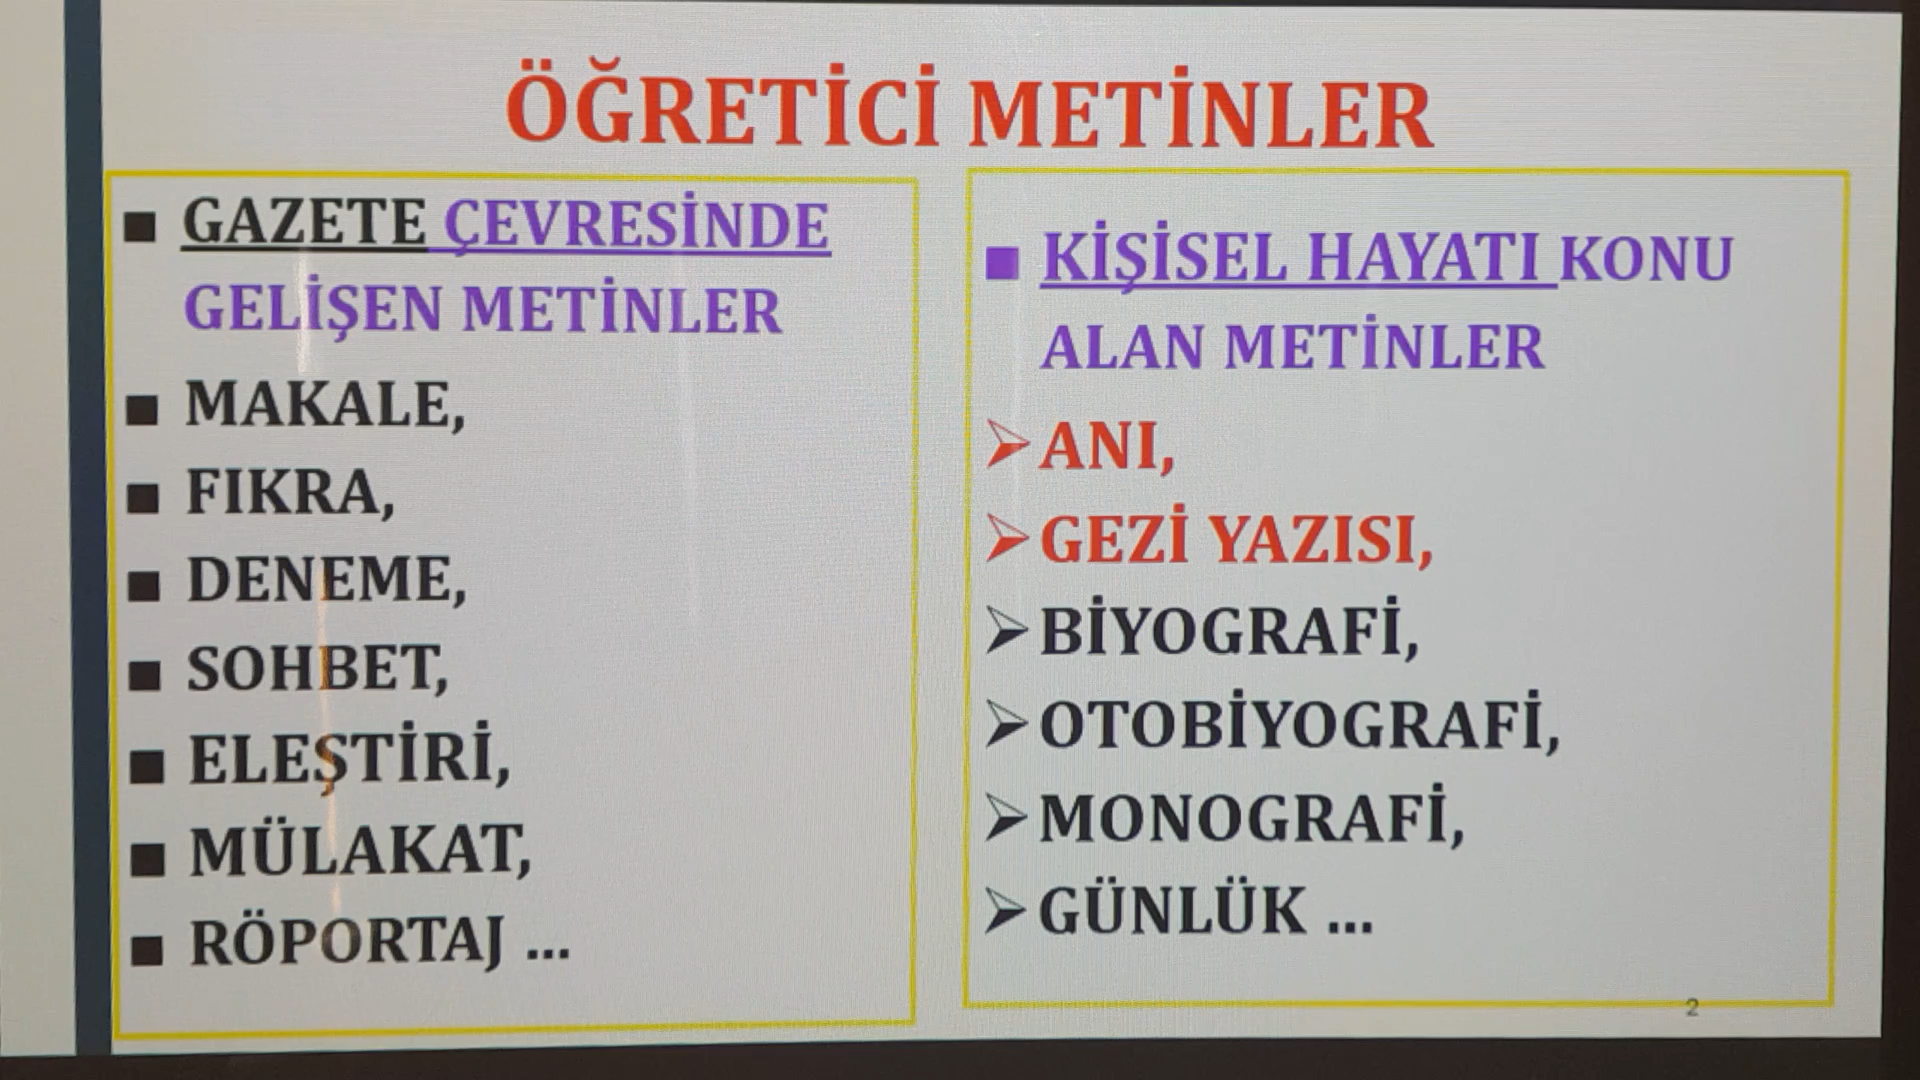 ÖĞRETİCİ METİNLER
■ GAZETE ÇEVRESİNDE
GELİŞEN METİNLER
■ MAKALE,
■ FIKRA,
■ DENEME,
■ SOHBET,
■ ELEŞTİRİ,
■ MÜLAKAT,
■ RÖPORTAJ ...
■ KİŞİSEL HAYATI KONU
ALAN METİNLER
➢ ANI,
➢ GEZİ YAZISI,
➢ BİYOGRAFİ,
➢ OTOBİYOGRAFİ,
➢ MONOGRAFİ,
➢ GÜNLÜK ...
2